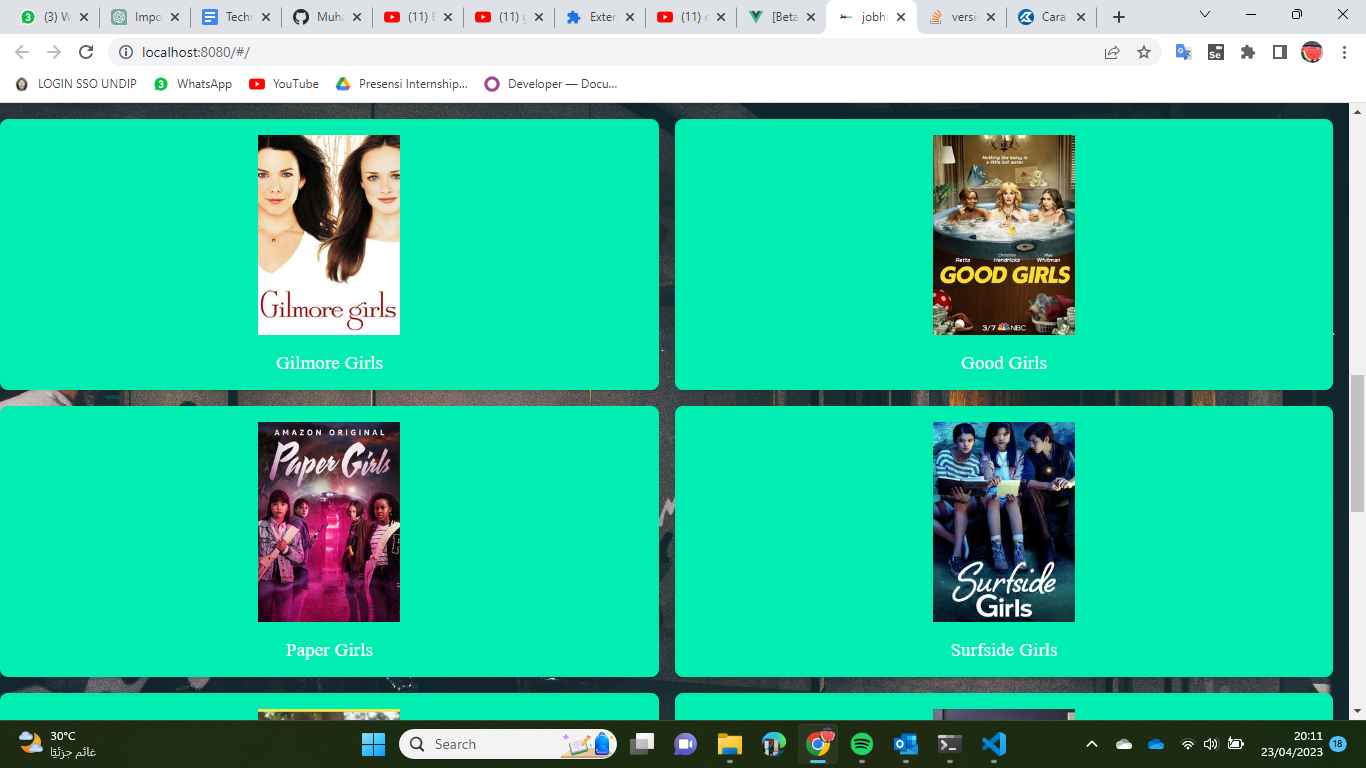 (3) W
Impo
Techr
Muha
(11) E
(11) g
Exter
(11) c
[Beta
jobhu
versi
Cara
localhost:8080/#/
LOGIN SSO UNDIP
WhatsApp
YouTube
Presensi Internship...
Developer — Docu...
Gilmore girls
Gilmore Girls
Nothing like being in
a little hot water.
Retta
Christina
Hendricks
Mae
Whitman
GOOD GIRLS
3/7 NBC
Good Girls
AMAZON ORIGINAL
Paper Girls
Paper Girls
Surfside
Girls
Surfside Girls
30°C
غائم جزئيًا
Search
20:11
23/04/2023
18